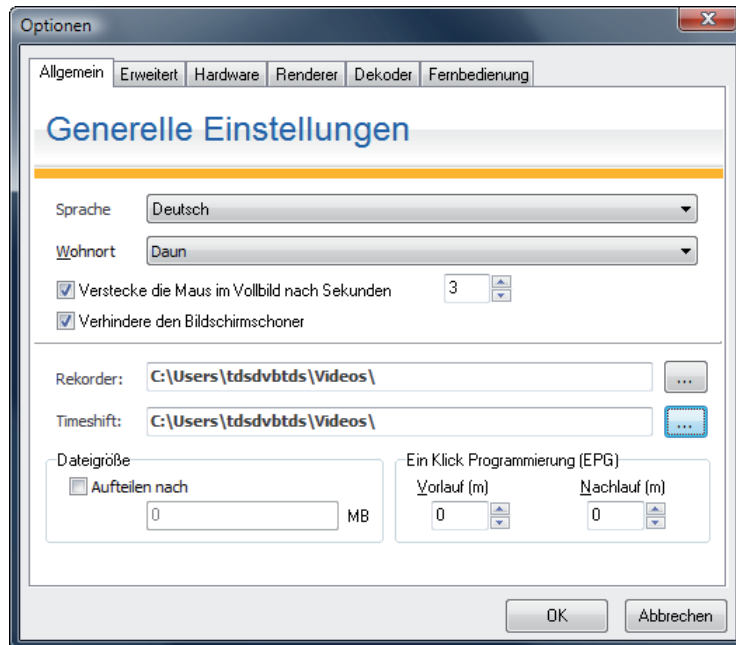 Optionen
Allgemein Erweitert Hardware Renderer Dekoder Fernbedienung
Generelle Einstellungen
Sprache Deutsch
Wohnort Daun
Verstecke die Maus im Vollbild nach Sekunden 3
Verhindere den Bildschirmschoner
Rekorder: C:\Users\tdsdvbtds\Videos\ ...
Timeshift: C:\Users\tdsdvbtds\Videos\ ...
Dateigröße Ein Klick Programmierung (EPG)
Aufteilen nach Vorlauf (m) Nachlauf (m)
0 MB 0 0
OK Abbrechen